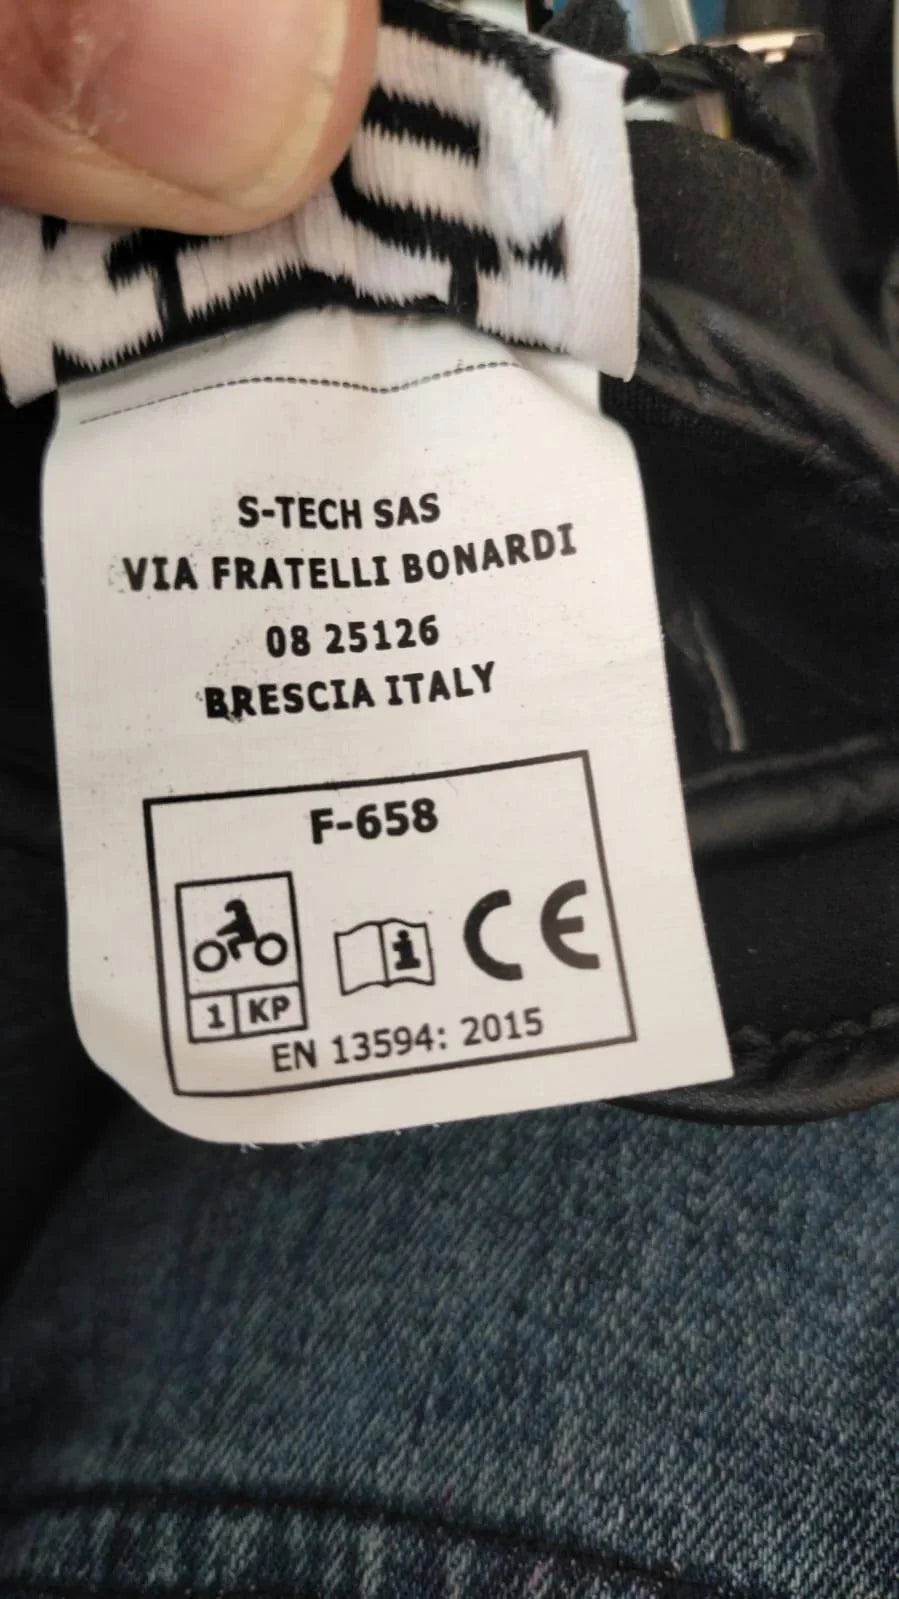 S-TECH SAS
VIA FRATELLI BONARDI
08 25126
BRESCIA ITALY
F-658
1 KP
i
CE
EN 13594: 2015